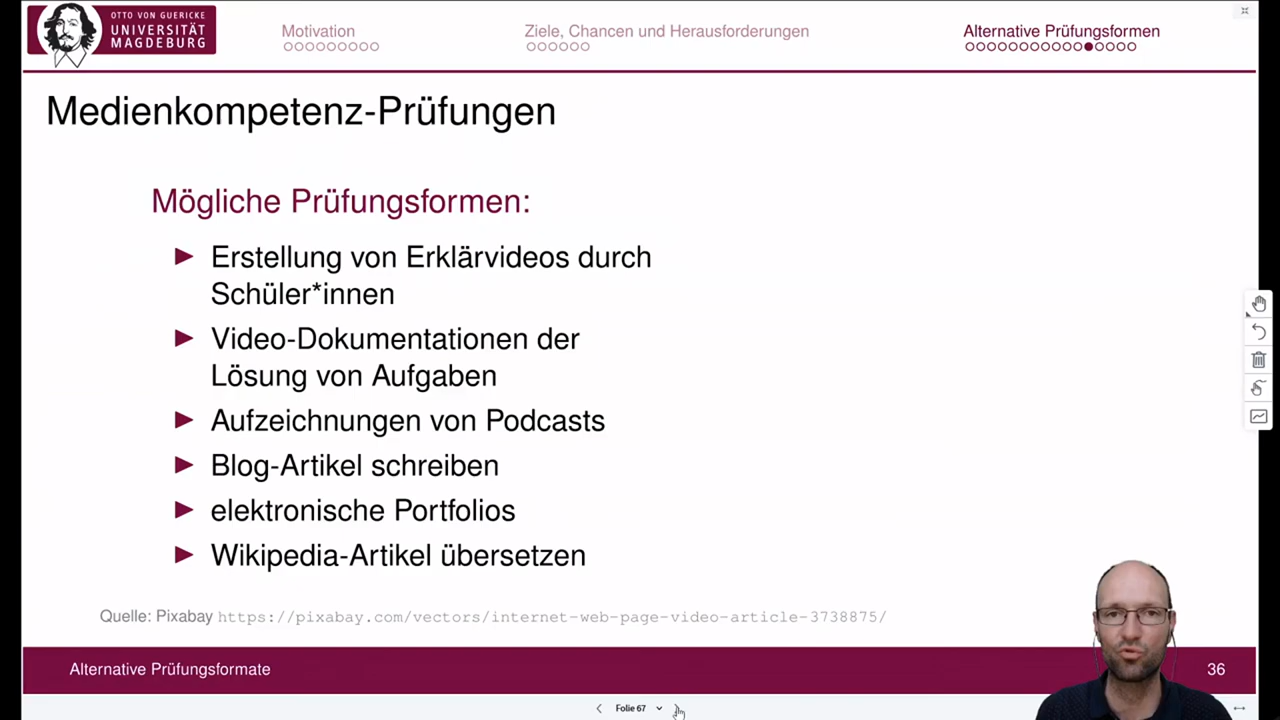 OTTO VON GUERICKE
UNIVERSITÄT
MAGDEBURG
Motivation
Ziele, Chancen und Herausforderungen
Alternative Prüfungsformen
Medienkompetenz-Prüfungen
Mögliche Prüfungsformen:
Erstellung von Erklärvideos durch
Schüler*innen
Video-Dokumentationen der
Lösung von Aufgaben
Aufzeichnungen von Podcasts
Blog-Artikel schreiben
elektronische Portfolios
Wikipedia-Artikel übersetzen
Quelle: Pixabay https://pixabay.com/vectors/internet-web-page-video-article-3738875/
Alternative Prüfungsformate
36
Folie 67